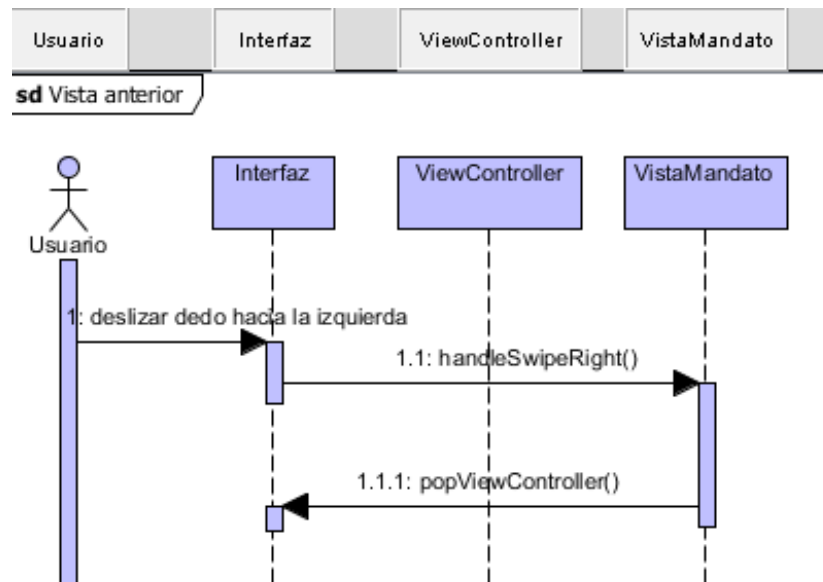 Usuario Interfaz ViewController VistaMandato
sd Vista anterior
Interfaz ViewController VistaMandato
Usuario
1: deslizar dedo hacia la izquierda
1.1: handleSwipeRight()
1.1.1: popViewController()